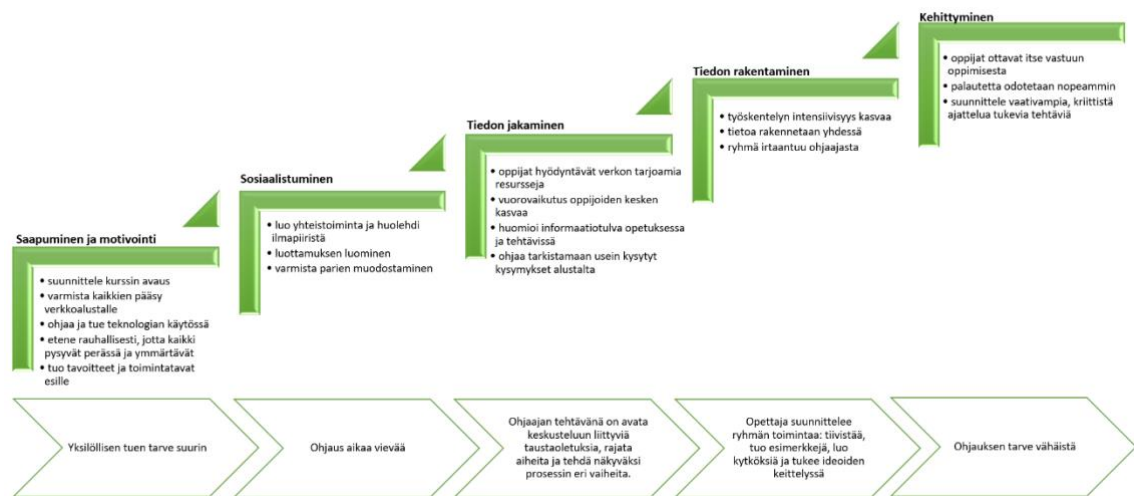 Saapuminen ja motivointi
• suunnittele kurssin avaus
• varmista kaikkien pääsy
verkkoalustalle
• ohjaa ja tue teknologian käytössä
• etene rauhallisesti, jotta kaikki
pysyvät perässä ja ymmärtävät
• tuo tavoitteet ja toimintatavat
esille
Sosiaalistuminen
• luo yhteistoiminta ja huolehdi
ilmapiiristä
• luottamuksen luominen
• varmista parien muodostaminen
Tiedon jakaminen
• oppijat hyödyntävät verkon tarjoamia
resursseja
• vuorovaikutus oppijoiden kesken
kasvaa
• huomioi informaatiotulva opetuksessa
ja tehtävissä
• ohjaa tarkistamaan usein kysytyt
kysymykset alustalta
Tiedon rakentaminen
• työskentelyn intensiivisyys kasvaa
• tietoa rakennetaan yhdessä
• ryhmä irtaantuu ohjaajasta
Kehittyminen
• oppijat ottavat itse vastuun
oppimisesta
• palautetta odotetaan nopeammin
• suunnittele vaativampia, kriittistä
ajattelua tukevia tehtäviä
Yksilöllisen tuen tarve suurin
Ohjaus aikaa vievää
Ohjaajan tehtävänä on avata
keskusteluun liittyviä
taustaoletuksia, rajata
aiheita ja tehdä näkyväksi
prosessin eri vaiheita.
Opettaja suunnittelee
ryhmän toimintaa: tiivistää,
tuo esimerkkejä, luo
kytköksiä ja tukee ideoiden
keittelyssä
Ohjauksen tarve vähäistä